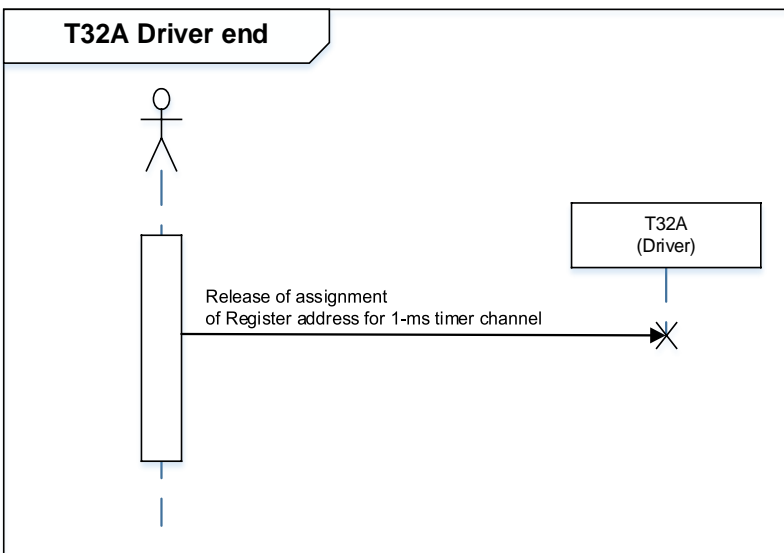 T32A Driver end
T32A
(Driver)
Release of assignment
of Register address for 1-ms timer channel